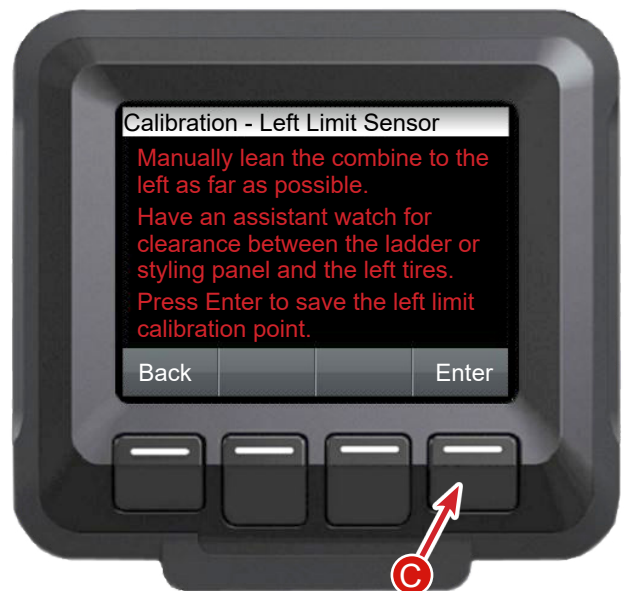 Calibration - Left Limit Sensor
Manually lean the combine to the
left as far as possible.
Have an assistant watch for
clearance between the ladder or
styling panel and the left tires.
Press Enter to save the left limit
calibration point.
Back Enter
C